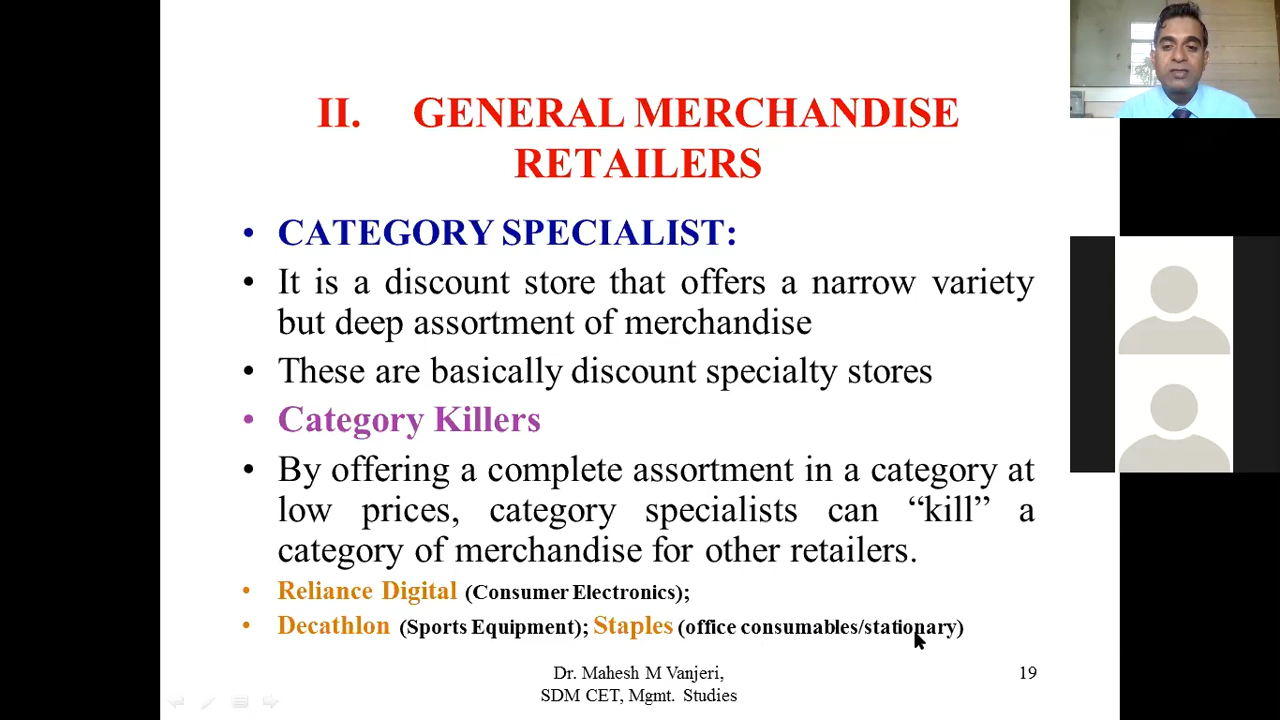 II. GENERAL MERCHANDISE
RETAILERS
• CATEGORY SPECIALIST:
• It is a discount store that offers a narrow variety
but deep assortment of merchandise
• These are basically discount specialty stores
• Category Killers
• By offering a complete assortment in a category at
low prices, category specialists can “kill” a
category of merchandise for other retailers.
• Reliance Digital (Consumer Electronics);
• Decathlon (Sports Equipment); Staples (office consumables/stationary)
Dr. Mahesh M Vanjeri,
SDM CET, Mgmt. Studies
19